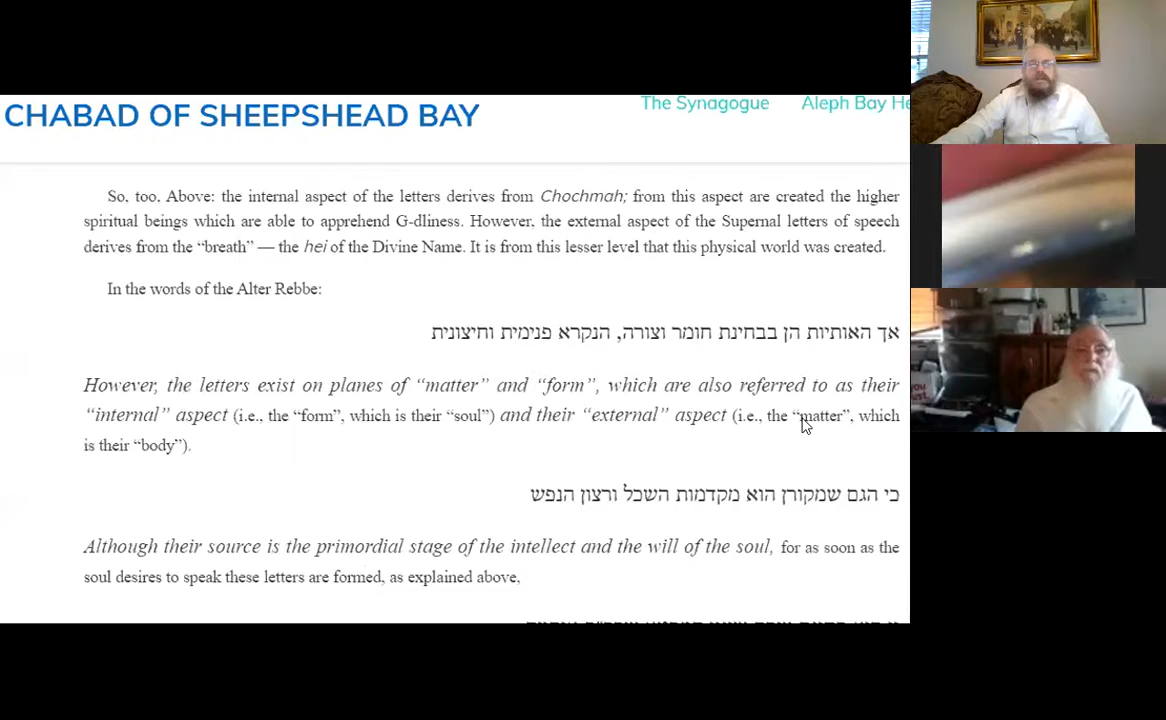 CHABAD OF SHEEPSHEAD BAY
The Synagogue Aleph Bay He
So, too, Above: the internal aspect of the letters derives from Chochmah; from this aspect are created the higher
spiritual beings which are able to apprehend G-dliness. However, the external aspect of the Supernal letters of speech
derives from the “breath” — the hei of the Divine Name. It is from this lesser level that this physical world was created.
In the words of the Alter Rebbe:
אך האותיות הן בבחינת חומר וצורה, הנקרא פנימית וחיצונית
However, the letters exist on planes of “matter” and “form”, which are also referred to as their
“internal” aspect (i.e., the “form”, which is their “soul”) and their “external” aspect (i.e., the “matter”, which
is their “body”).
כי הגם שמקורן הוא מקדמות השכל ורצון הנפש
Although their source is the primordial stage of the intellect and the will of the soul, for as soon as the
soul desires to speak these letters are formed, as explained above,